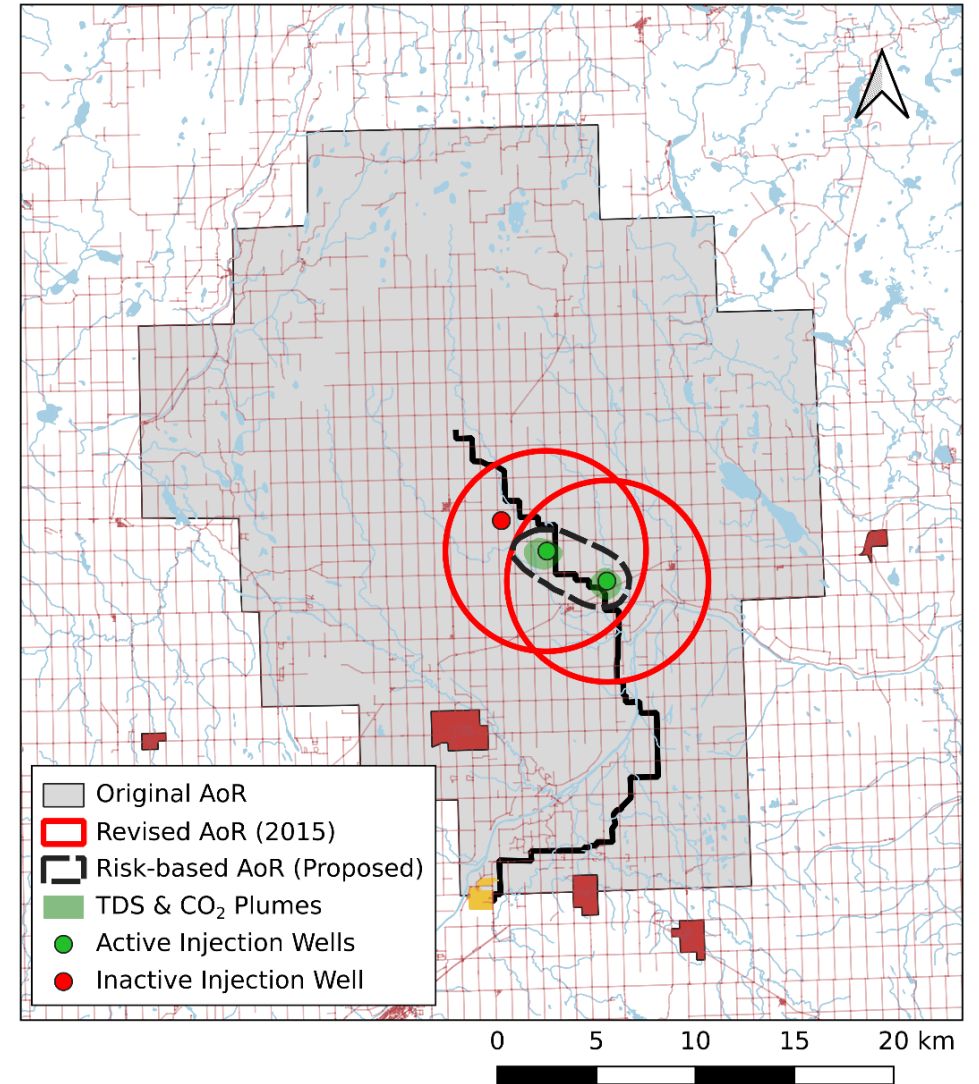 Original AoR
Revised AoR (2015)
Risk-based AoR (Proposed)
TDS & CO₂ Plumes
Active Injection Wells
Inactive Injection Well
0 5 10 15 20 km